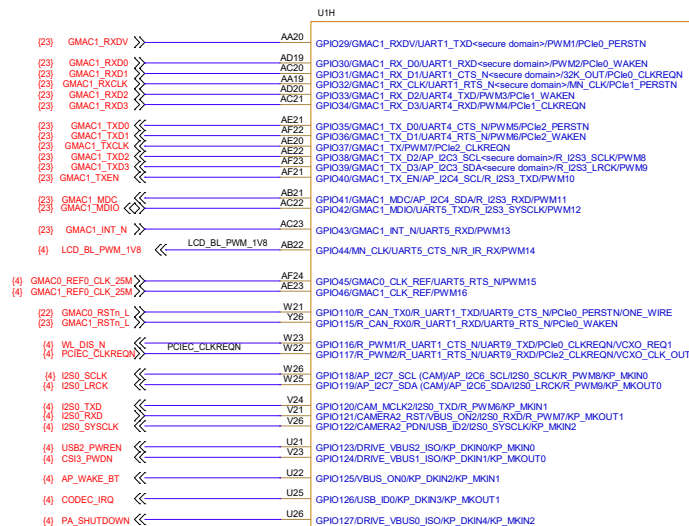 U1H
{23} GMAC1_RXDV AA20 GPIO29/GMAC1_RXDV/UART1_TXD<secure domain>/PWM1/PCIe0_PERSTN
{23} GMAC1_RXD0 AD19 GPIO30/GMAC1_RX_D0/UART1_RXD<secure domain>/PWM2/PCIe0_WAKEN
{23} GMAC1_RXD1 AC20 GPIO31/GMAC1_RX_D1/UART1_CTS_N<secure domain>/32K_OUT/PCIe0_CLKREQN
{23} GMAC1_RXCLK AA19 GPIO32/GMAC1_RX_CLK/UART1_RTS_N<secure domain>/MN_CLK/PCIe1_PERSTN
{23} GMAC1_RXD2 AD20 GPIO33/GMAC1_RX_D2/UART4_TXD/PWM3/PCIe1_WAKEN
{23} GMAC1_RXD3 AC21 GPIO34/GMAC1_RX_D3/UART4_RXD/PWM4/PCIe1_CLKREQN
{23} GMAC1_TXD0 AE21 GPIO35/GMAC1_TX_D0/UART4_CTS_N/PWM5/PCIe2_PERSTN
{23} GMAC1_TXD1 AF22 GPIO36/GMAC1_TX_D1/UART4_RTS_N/PWM6/PCIe2_WAKEN
{23} GMAC1_TXCLK AE20 GPIO37/GMAC1_TX/PWM7/PCIe2_CLKREQN
{23} GMAC1_TXD2 AE22 GPIO38/GMAC1_TX_D2/AP_I2C3_SCL<secure domain>/R_I2S3_SCLK/PWM8
{23} GMAC1_TXD3 AF23 GPIO39/GMAC1_TX_D3/AP_I2C3_SDA<secure domain>/R_I2S3_LRCK/PWM9
{23} GMAC1_TXEN AF21 GPIO40/GMAC1_TX_EN/AP_I2C4_SCL/R_I2S3_TXD/PWM10
{23} GMAC1_MDC AB21 GPIO41/GMAC1_MDC/AP_I2C4_SDA/R_I2S3_RXD/PWM11
{23} GMAC1_MDIO AC22 GPIO42/GMAC1_MDIO/UART5_TXD/R_I2S3_SYSCLK/PWM12
{23} GMAC1_INT_N AC23 GPIO43/GMAC1_INT_N/UART5_RXD/PWM13
{4} LCD_BL_PWM_1V8 LCD_BL_PWM_1V8 AB22 GPIO44/MN_CLK/UART5_CTS_N/R_IR_RX/PWM14
{4} GMAC0_REF0_CLK_25M AF24 GPIO45/GMAC0_CLK_REF/UART5_RTS_N/PWM15
{4} GMAC1_REF0_CLK_25M AE23 GPIO46/GMAC1_CLK_REF/PWM16
{22} GMAC0_RSTn_L W21 GPIO110/R_CAN_TX0/R_UART1_TXD/UART9_CTS_N/PCIe0_PERSTN/ONE_WIRE
{23} GMAC1_RSTn_L Y26 GPIO115/R_CAN_RX0/R_UART1_RXD/UART9_RTS_N/PCIe0_WAKEN
{4} WL_DIS_N W23 GPIO116/R_PWM1/R_UART1_CTS_N/UART9_TXD/PCIe0_CLKREQN/VCXO_REQ1
{4} PCIEC_CLKREQN PCIEC_CLKREQN W22 GPIO117/R_PWM2/R_UART1_RTS_N/UART9_RXD/PCIe2_CLKREQN/VCXO_CLK_OUT
{4} I2S0_SCLK W26 GPIO118/AP_I2C7_SCL (CAM)/AP_I2C6_SCL/I2S0_SCLK/R_PWM8/KP_MKIN0
{4} I2S0_LRCK W25 GPIO119/AP_I2C7_SDA (CAM)/AP_I2C6_SDA/I2S0_LRCK/R_PWM9/KP_MKOUT0
{4} I2S0_TXD V24 GPIO120/CAM_MCLK2/I2S0_TXD/R_PWM6/KP_MKIN1
{4} I2S0_RXD V21 GPIO121/CAMERA2_RST/VBUS_ON2/I2S0_RXD/R_PWM7/KP_MKOUT1
{4} I2S0_SYSCLK V26 GPIO122/CAMERA2_PDN/USB_ID2/I2S0_SYSCLK/KP_MKIN2
{4} USB2_PWREN U21 GPIO123/DRIVE_VBUS2_ISO/KP_DKIN0/KP_MKIN0
{4} CSI3_PWDN V23 GPIO124/DRIVE_VBUS1_ISO/KP_DKIN1/KP_MKOUT0
{4} AP_WAKE_BT U22 GPIO125/VBUS_ON0/KP_DKIN2/KP_MKIN1
{4} CODEC_IRQ U25 GPIO126/USB_ID0/KP_DKIN3/KP_MKOUT1
{4} PA_SHUTDOWN U26 GPIO127/DRIVE_VBUS0_ISO/KP_DKIN4/KP_MKIN2